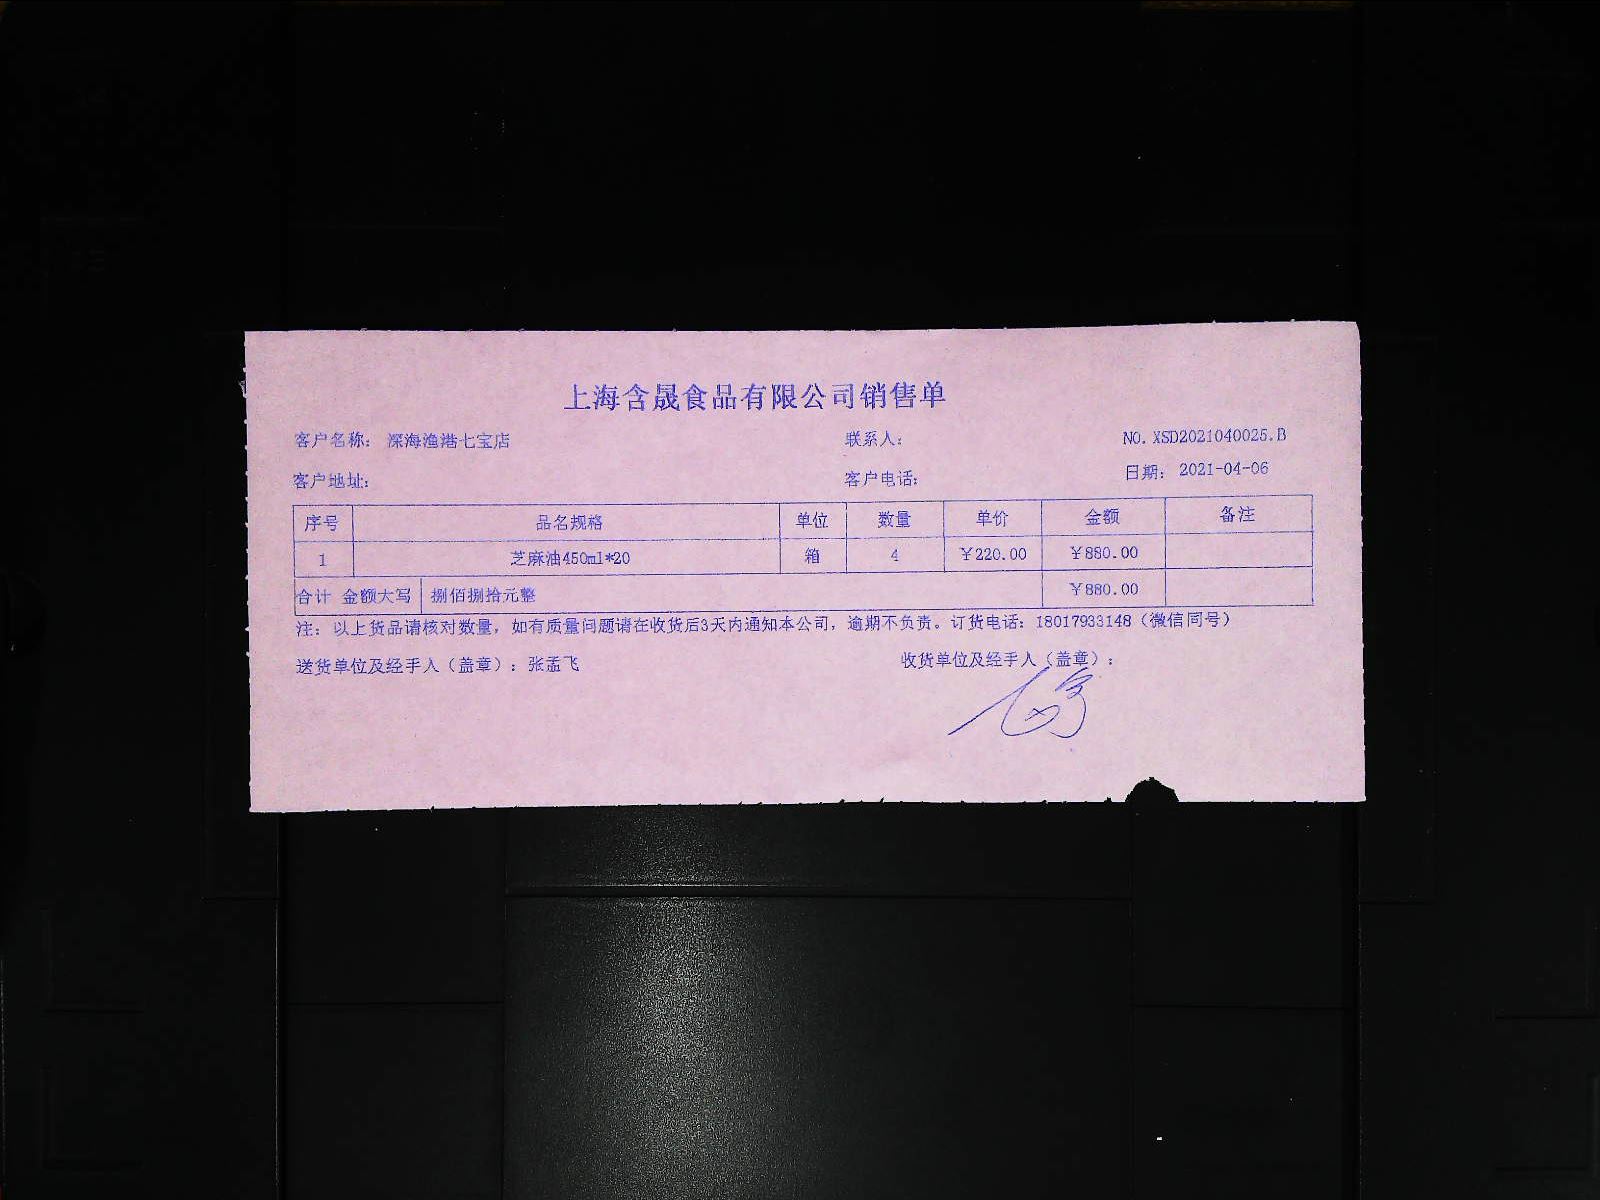 上海含晟食品有限公司销售单
客户名称： 深海渔港七宝店 联系人： NO. XSD2021040025.B
客户地址： 客户电话： 日期： 2021-04-06
序号 品名规格 单位 数量 单价 金额 备注
1 芝麻油450ml*20 箱 4 ￥220.00 ￥880.00
合计 金额大写 捌佰捌拾元整 ￥880.00
注：以上货品请核对数量，如有质量问题请在收货后3天内通知本公司，逾期不负责。订货电话：18017933148（微信同号）
送货单位及经手人（盖章）：张孟飞 收货单位及经手人（盖章）：